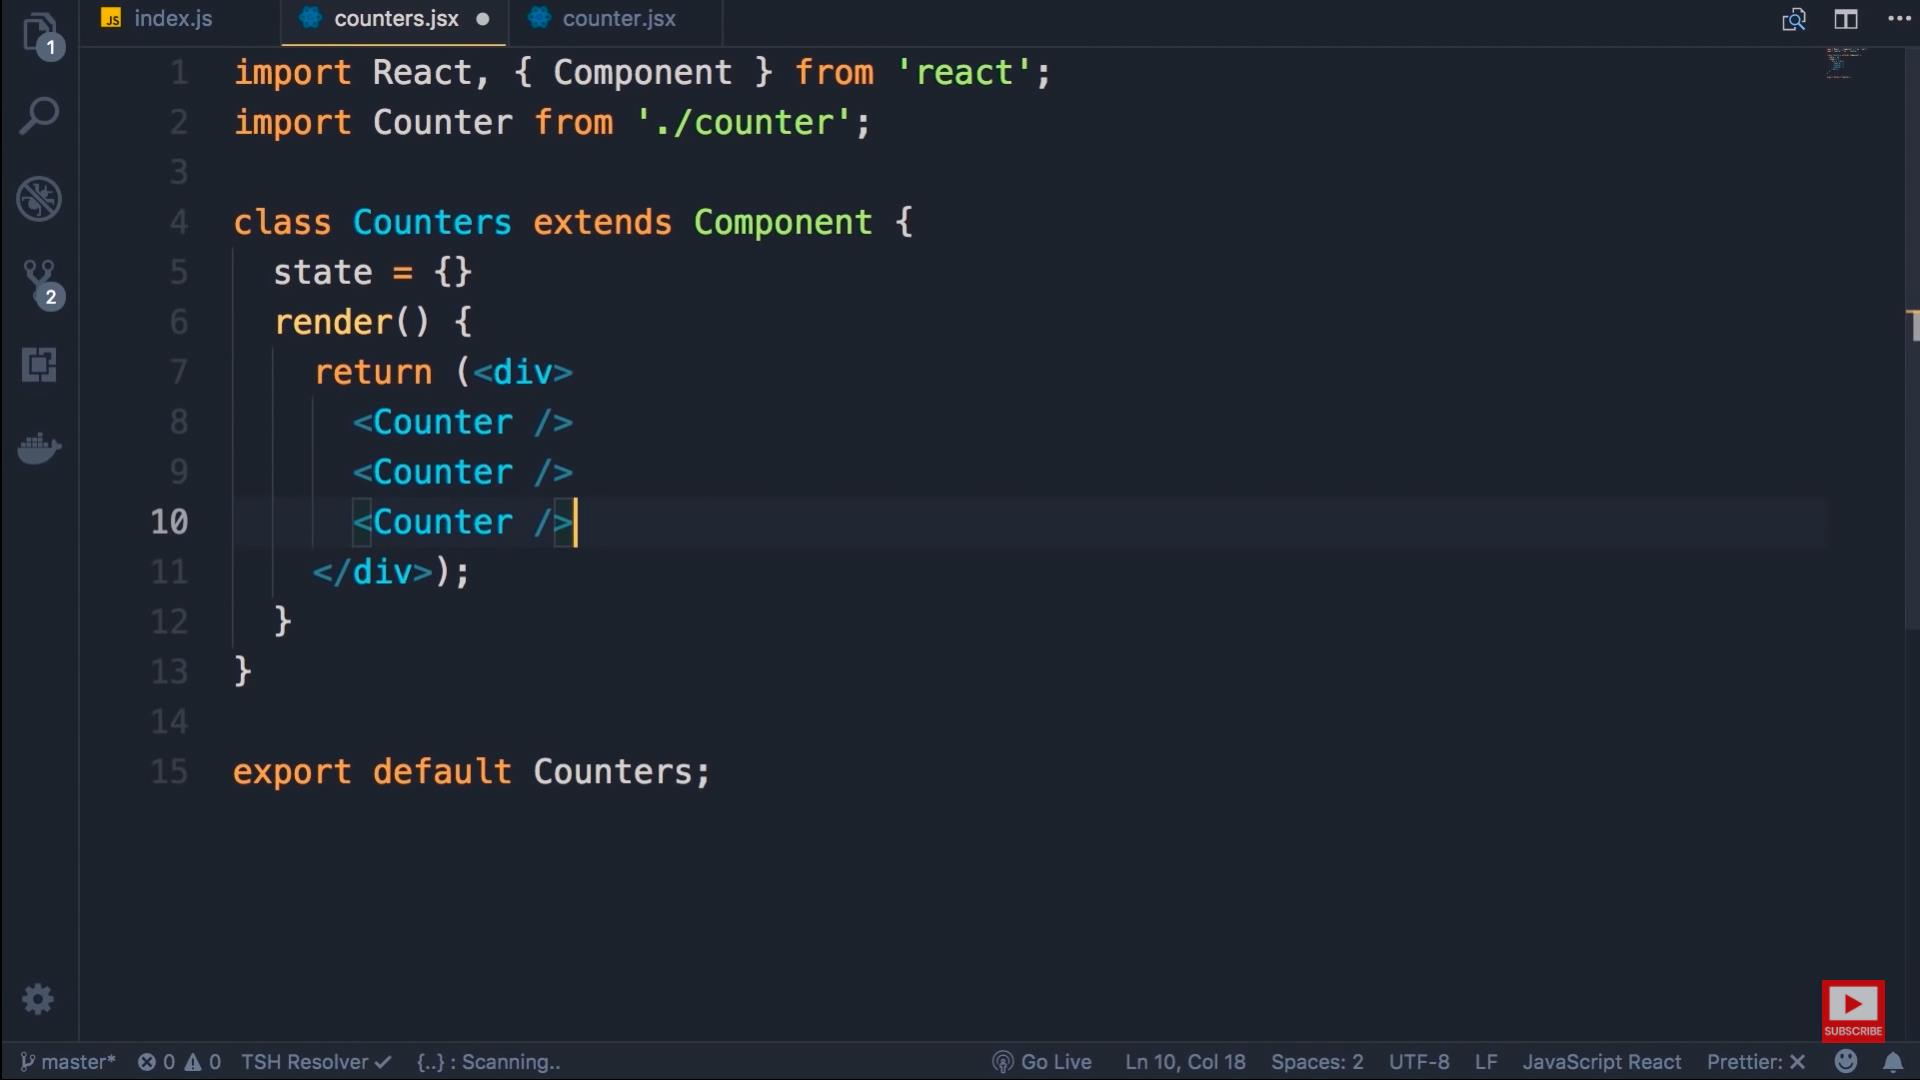 JS index.js counters.jsx ● counter.jsx
1
1 import React, { Component } from 'react';
2 import Counter from './counter';
3
4 class Counters extends Component {
5 state = {}
6 render() {
7 return (<div>
8 <Counter />
9 <Counter />
10 <Counter />
11 </div>);
12 }
13 }
14
15 export default Counters;
2
SUBSCRIBE
master* 0 0 TSH Resolver ✓ {..} : Scanning.. Go Live Ln 10, Col 18 Spaces: 2 UTF-8 LF JavaScript React Prettier: ✕